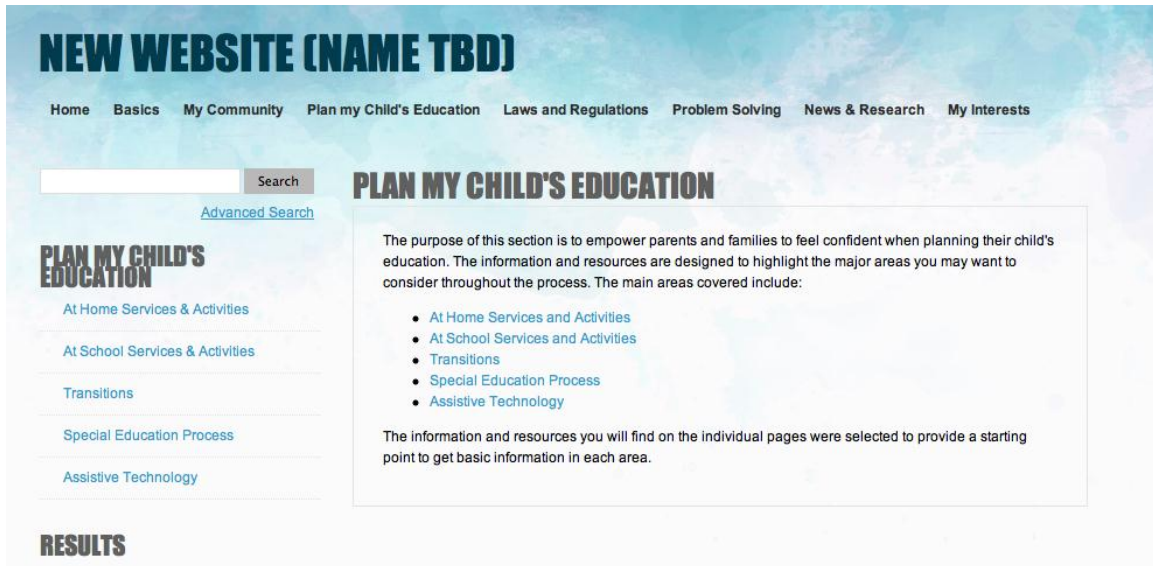 NEW WEBSITE (NAME TBD)
Home Basics My Community Plan my Child's Education Laws and Regulations Problem Solving News & Research My Interests
Search
Advanced Search
PLAN MY CHILD'S
EDUCATION
At Home Services & Activities
At School Services & Activities
Transitions
Special Education Process
Assistive Technology
RESULTS
PLAN MY CHILD'S EDUCATION
The purpose of this section is to empower parents and families to feel confident when planning their child's
education. The information and resources are designed to highlight the major areas you may want to
consider throughout the process. The main areas covered include:
• At Home Services and Activities
• At School Services and Activities
• Transitions
• Special Education Process
• Assistive Technology
The information and resources you will find on the individual pages were selected to provide a starting
point to get basic information in each area.